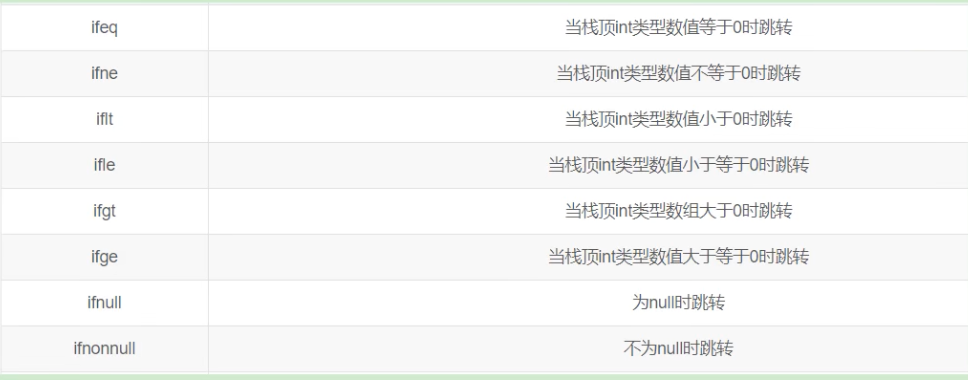 ifeq 当栈顶int类型数值等于0时跳转
ifne 当栈顶int类型数值不等于0时跳转
iflt 当栈顶int类型数值小于0时跳转
ifle 当栈顶int类型数值小于等于0时跳转
ifgt 当栈顶int类型数组大于0时跳转
ifge 当栈顶int类型数值大于等于0时跳转
ifnull 为null时跳转
ifnonnull 不为null时跳转